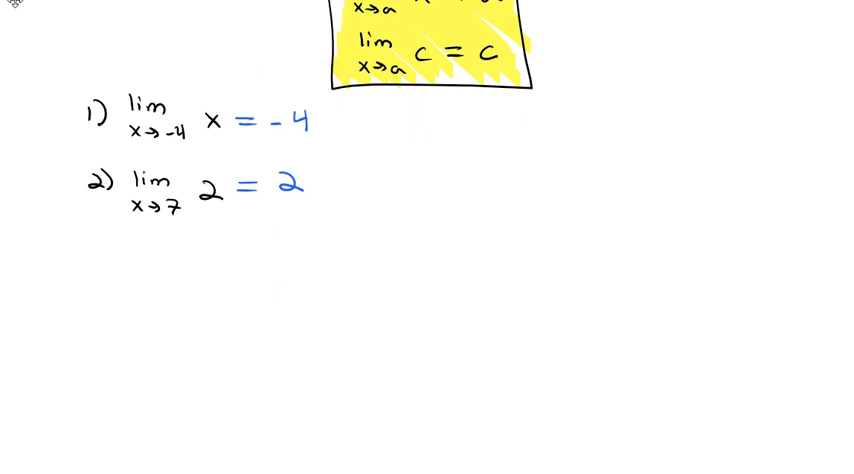 x→a
lim
x→a c = c
1) lim
x→-4 x = -4
2) lim
x→7 2 = 2